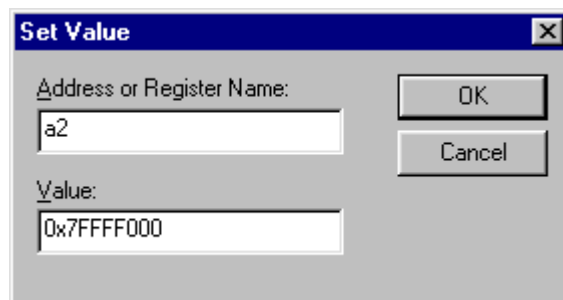 Set Value
Address or Register Name:
a2
OK
Cancel
Value:
0x7FFFF000